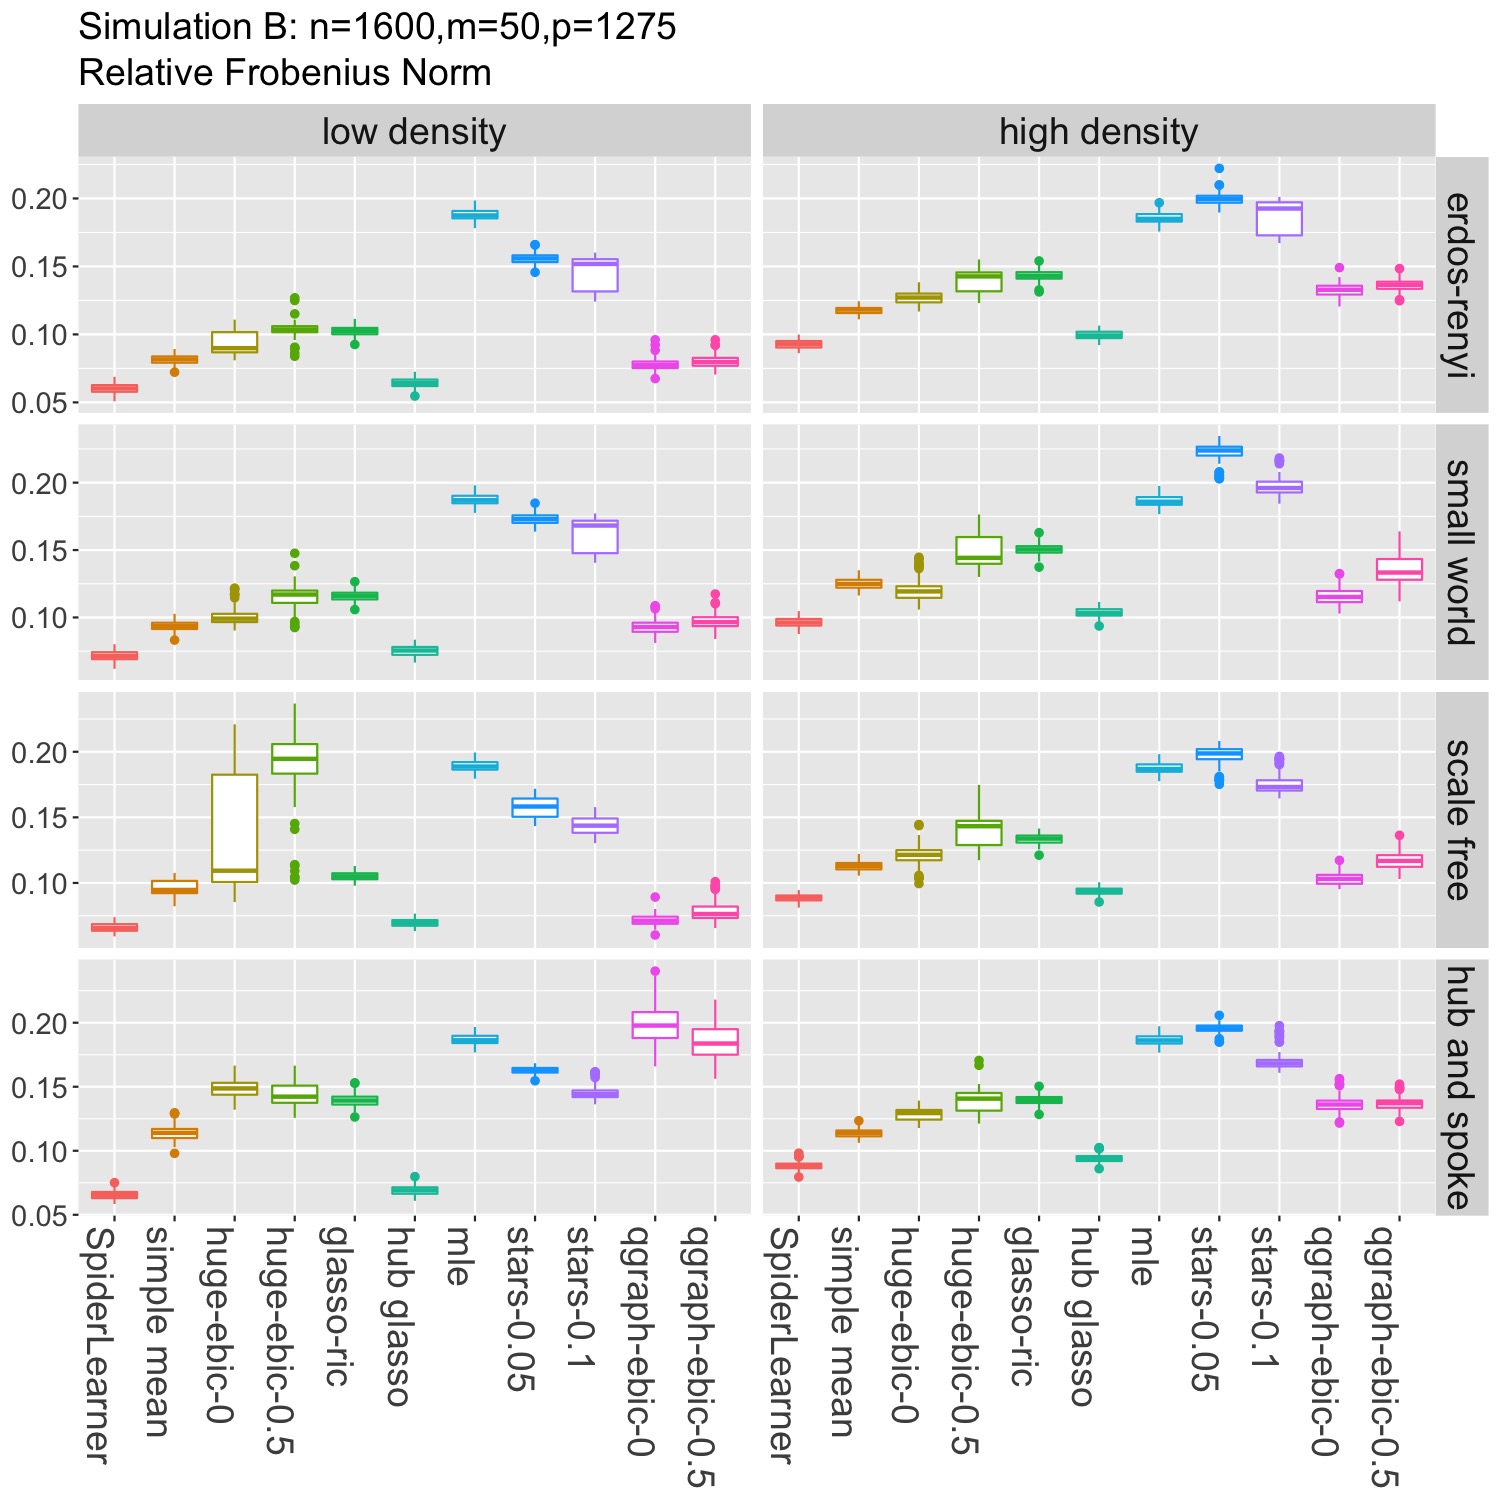 Simulation B: n=1600,m=50,p=1275
Relative Frobenius Norm
low density
high density
0.20
0.15
0.10
0.05
erdos-renyi
0.20
0.15
0.10
small world
0.20
0.15
0.10
scale free
0.20
0.15
0.10
0.05
hub and spoke
SpiderLearner
simple mean
huge-ebic-0
huge-ebic-0.5
glasso-ric
hub glasso
mle
stars-0.05
stars-0.1
qgraph-ebic-0
qgraph-ebic-0.5
SpiderLearner
simple mean
huge-ebic-0
huge-ebic-0.5
glasso-ric
hub glasso
mle
stars-0.05
stars-0.1
qgraph-ebic-0
qgraph-ebic-0.5